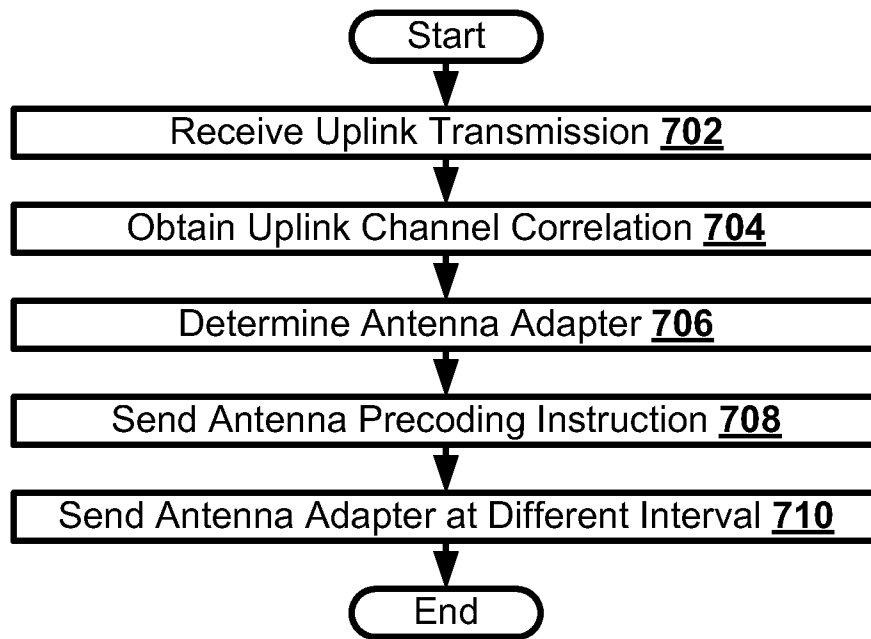 Start
Receive Uplink Transmission 702
Obtain Uplink Channel Correlation 704
Determine Antenna Adapter 706
Send Antenna Precoding Instruction 708
Send Antenna Adapter at Different Interval 710
End